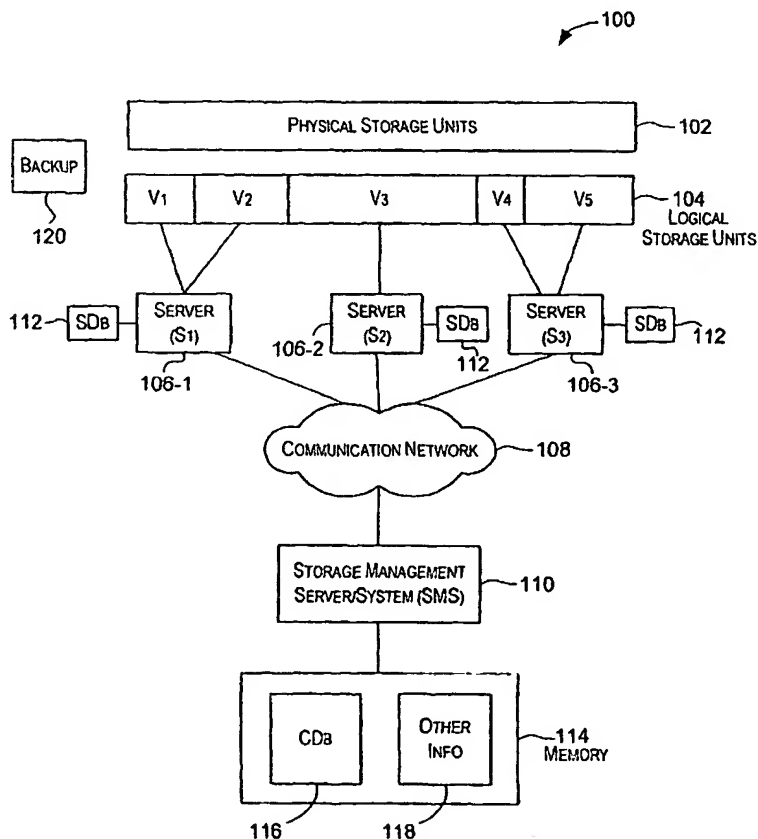 100
PHYSICAL STORAGE UNITS
102
BACKUP
120
V1
V2
V3
V4
V5
104
LOGICAL
STORAGE UNITS
112
SDB
SERVER
(S1)
106-1
SERVER
(S2)
106-2
SDB
112
SERVER
(S3)
106-3
SDB
112
COMMUNICATION NETWORK
108
STORAGE MANAGEMENT
SERVER/SYSTEM (SMS)
110
CDB
OTHER
INFO
114
MEMORY
116
118